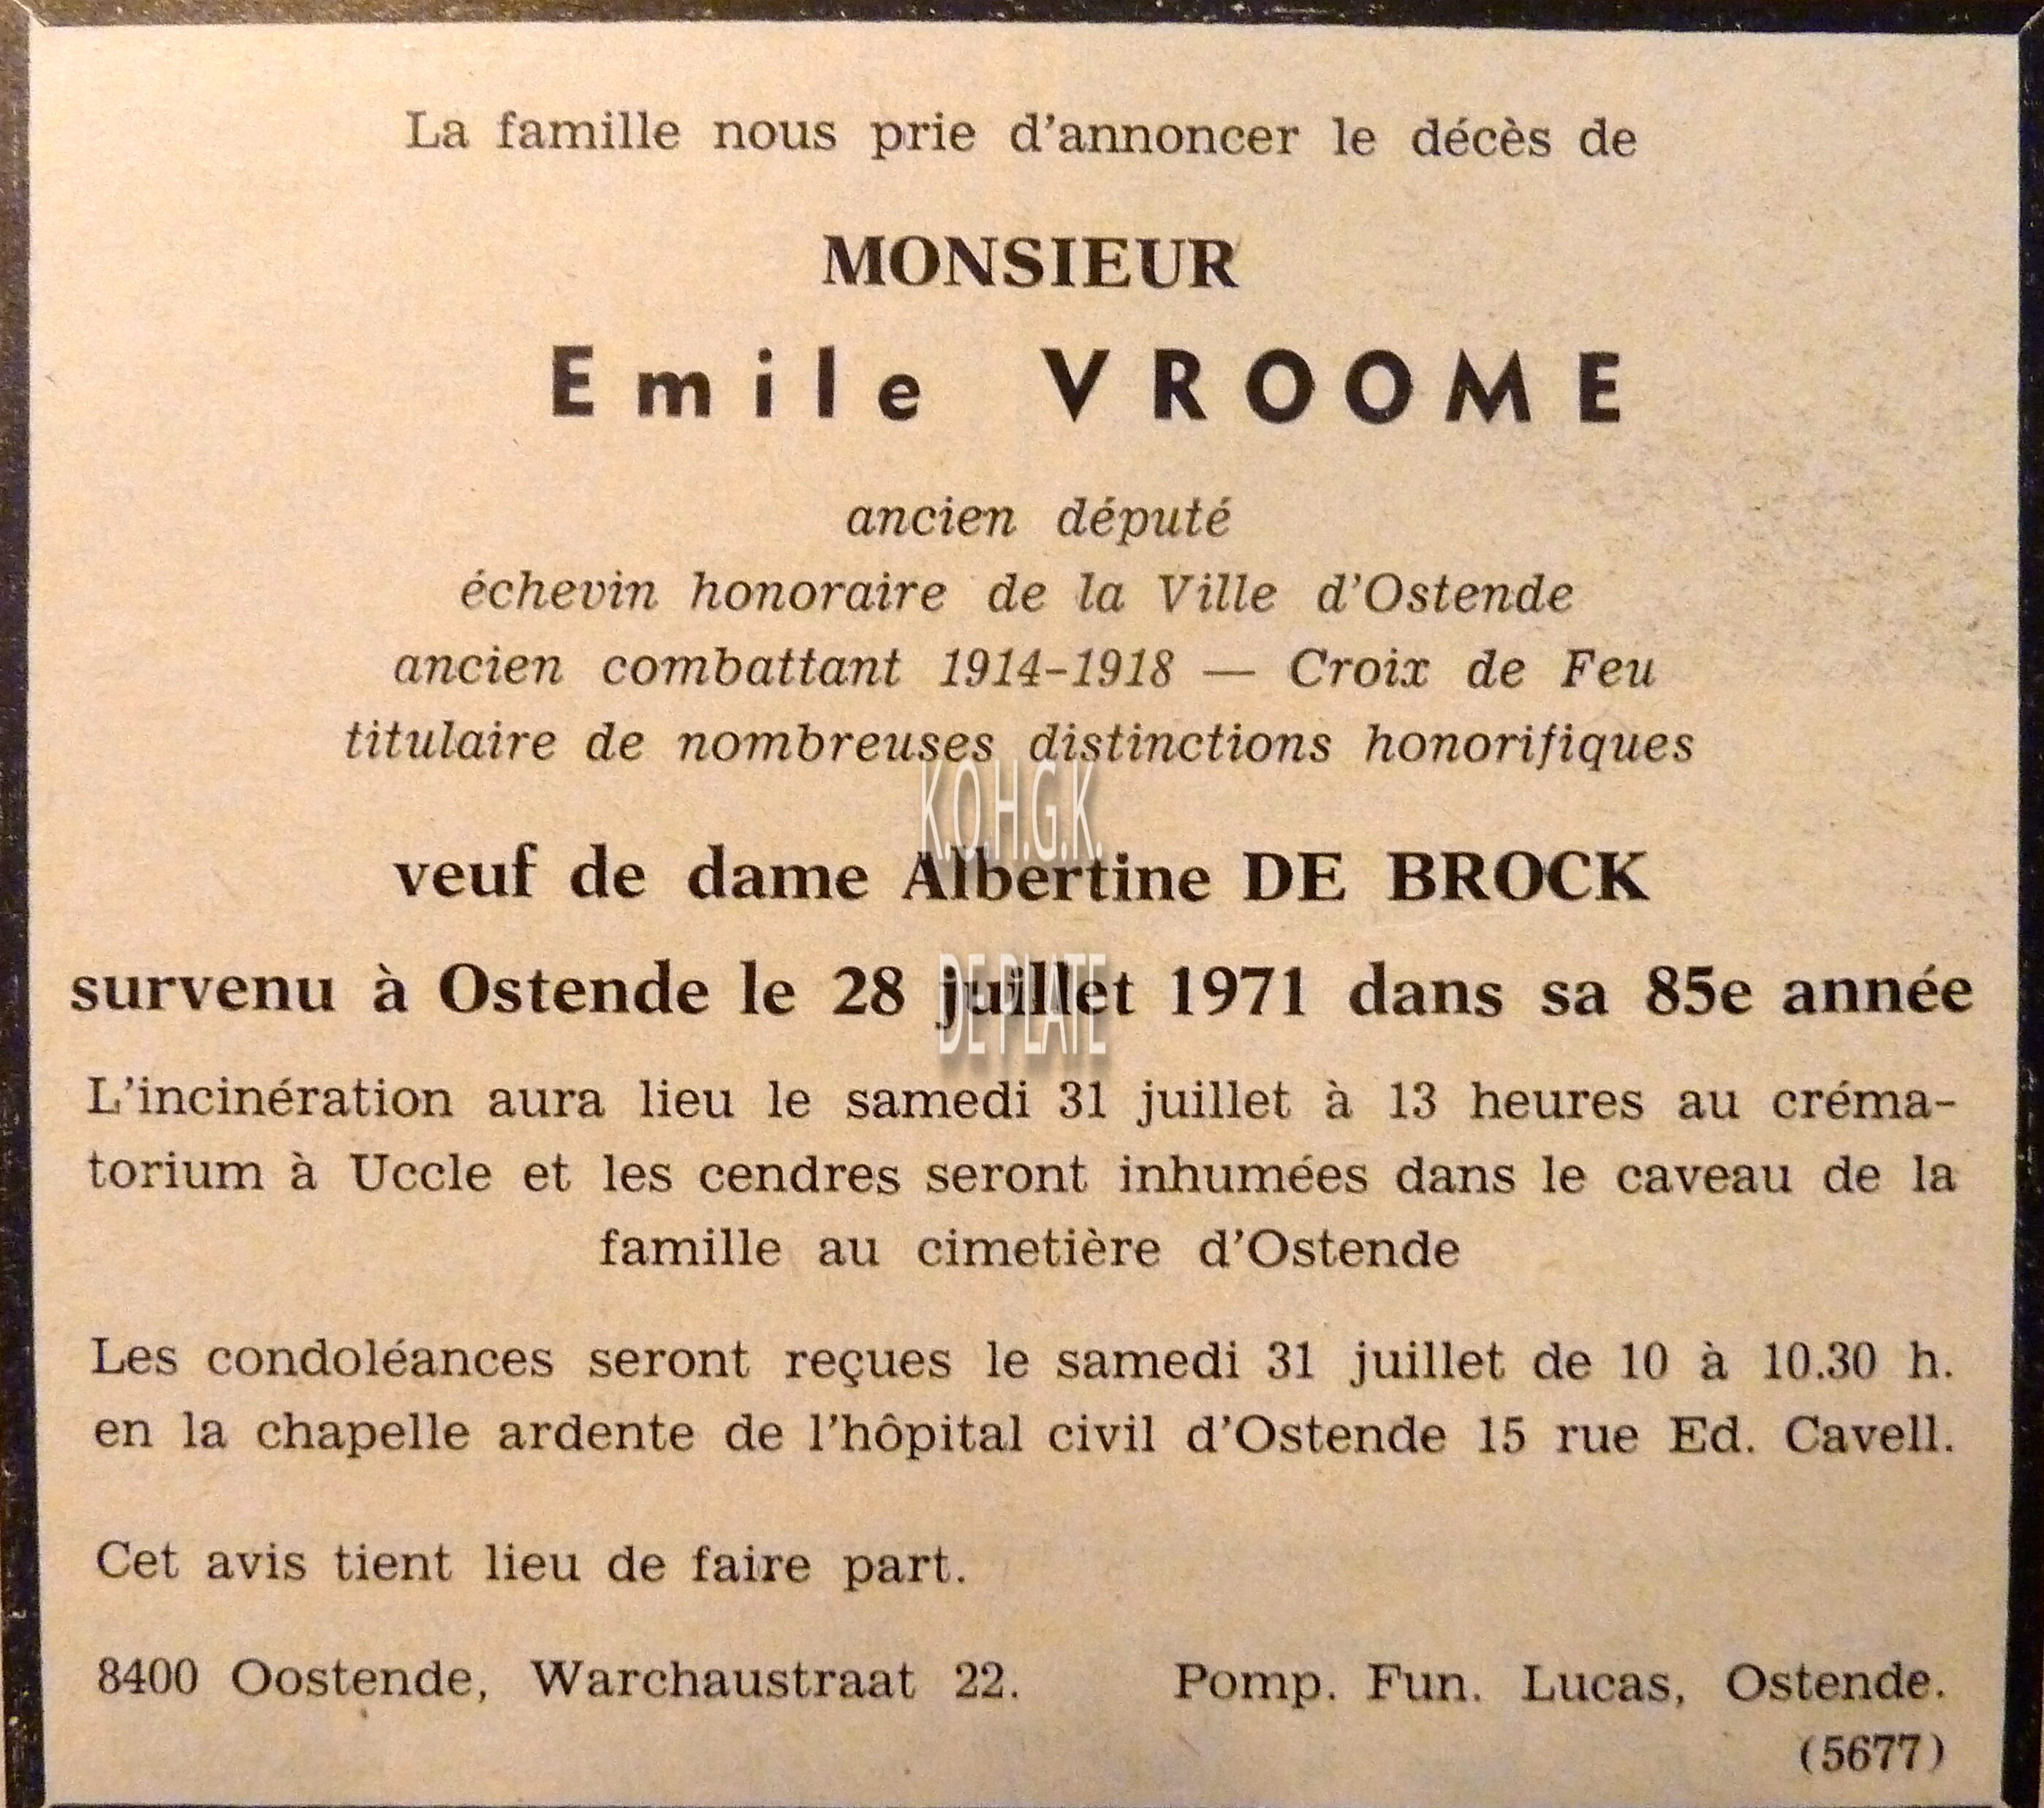 La famille nous prie d'annoncer le décès de
MONSIEUR
Emile VROOME
ancien député
échevin honoraire de la Ville d'Ostende
ancien combattant 1914-1918 — Croix de Feu
titulaire de nombreuses distinctions honorifiques
K.O.H.G.K.
veuf de dame Albertine DE BROCK
survenu à Ostende le 28 juillet 1971 dans sa 85e année
DE PLATE
L'incinération aura lieu le samedi 31 juillet à 13 heures au créma-
torium à Uccle et les cendres seront inhumées dans le caveau de la
famille au cimetière d'Ostende
Les condoléances seront reçues le samedi 31 juillet de 10 à 10.30 h.
en la chapelle ardente de l'hôpital civil d'Ostende 15 rue Ed. Cavell.
Cet avis tient lieu de faire part.
8400 Oostende, Warchaustraat 22. Pomp. Fun. Lucas, Ostende.
(5677)